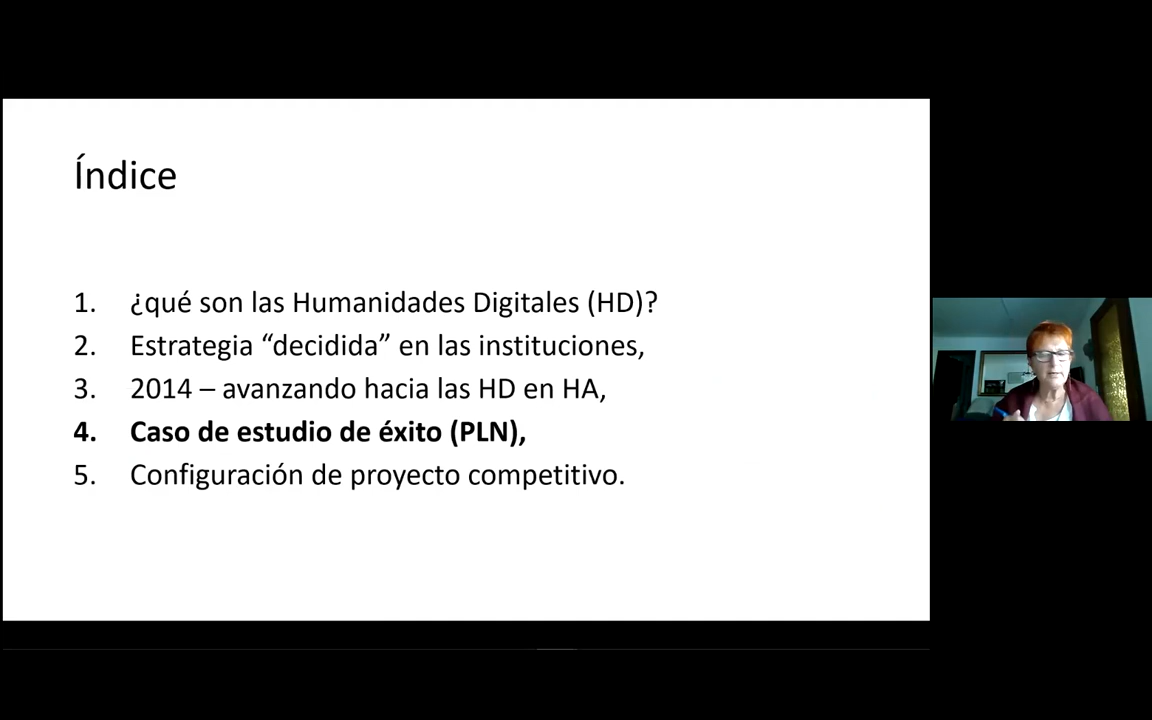 Índice
1. ¿qué son las Humanidades Digitales (HD)?
2. Estrategia “decidida” en las instituciones,
3. 2014 – avanzando hacia las HD en HA,
4. Caso de estudio de éxito (PLN),
5. Configuración de proyecto competitivo.